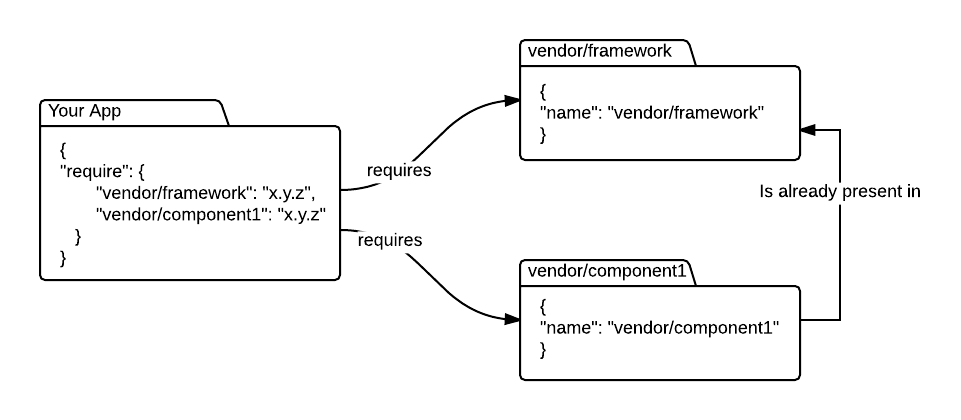 Your App
{
"require": {
"vendor/framework": "x.y.z",
"vendor/component1": "x.y.z"
}
}
requires
requires
vendor/framework
{
"name": "vendor/framework"
}
Is already present in
vendor/component1
{
"name": "vendor/component1"
}